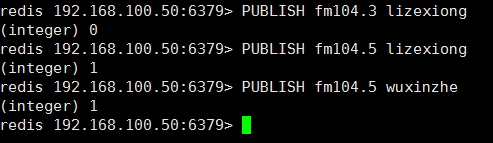 redis 192.168.100.50:6379> PUBLISH fm104.3 lizexiong
(integer) 0
redis 192.168.100.50:6379> PUBLISH fm104.5 lizexiong
(integer) 1
redis 192.168.100.50:6379> PUBLISH fm104.5 wuxinzhe
(integer) 1
redis 192.168.100.50:6379>